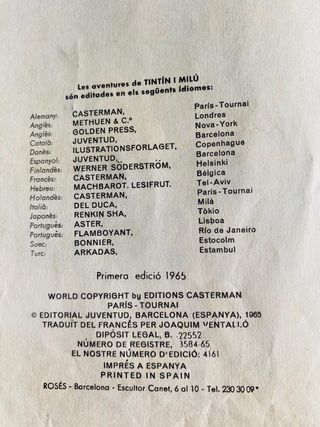 Les aventures de TINTÍN I MILÚ
són editades en els següents idiomes:
Alemany: CASTERMAN, París-Tournai
Anglès: METHUEN & C.º Londres
Anglès: GOLDEN PRESS, Nova-York
Català: JUVENTUD, Barcelona
Danès: ILUSTRATIONSFORLAGET, Copenhague
Espanyol: JUVENTUD, Barcelona
Finlandès: WERNER SÖDERSTRÖM, Helsinki
Francès: CASTERMAN, Bélgica
Hebreu: MACHBAROT. LESIFRUT. Tel-Aviv
Holandès: CASTERMAN, París-Tournai
Italià: DEL DUCA, Milà
Japonès: RENKIN SHA, Tòkio
Portuguès: ASTER, Lisboa
Portuguès: FLAMBOYANT, Río de Janeiro
Suec: BONNIER, Estocolm
Turc: ARKADAS, Estambul
Primera edició 1965
WORLD COPYRIGHT by EDITIONS CASTERMAN
PARÍS - TOURNAI
© EDITORIAL JUVENTUD, BARCELONA (ESPANYA), 1965
TRADUIT DEL FRANCÈS PER JOAQUIM VENTALLÓ
DIPÒSIT LEGAL, B. 22552
NÚMERO DE REGISTRE, 3584-65
EL NOSTRE NÚMERO D'EDICIÓ: 4161
IMPRÈS A ESPANYA
PRINTED IN SPAIN
ROSÉS - Barcelona - Escultor Canet, 6 al 10 - Tel. 230 30 09*